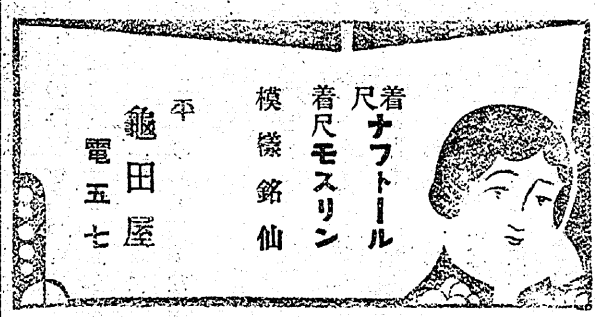 着尺ナフトール
着尺モスリン
模樣銘仙
平
龜田屋
電五七